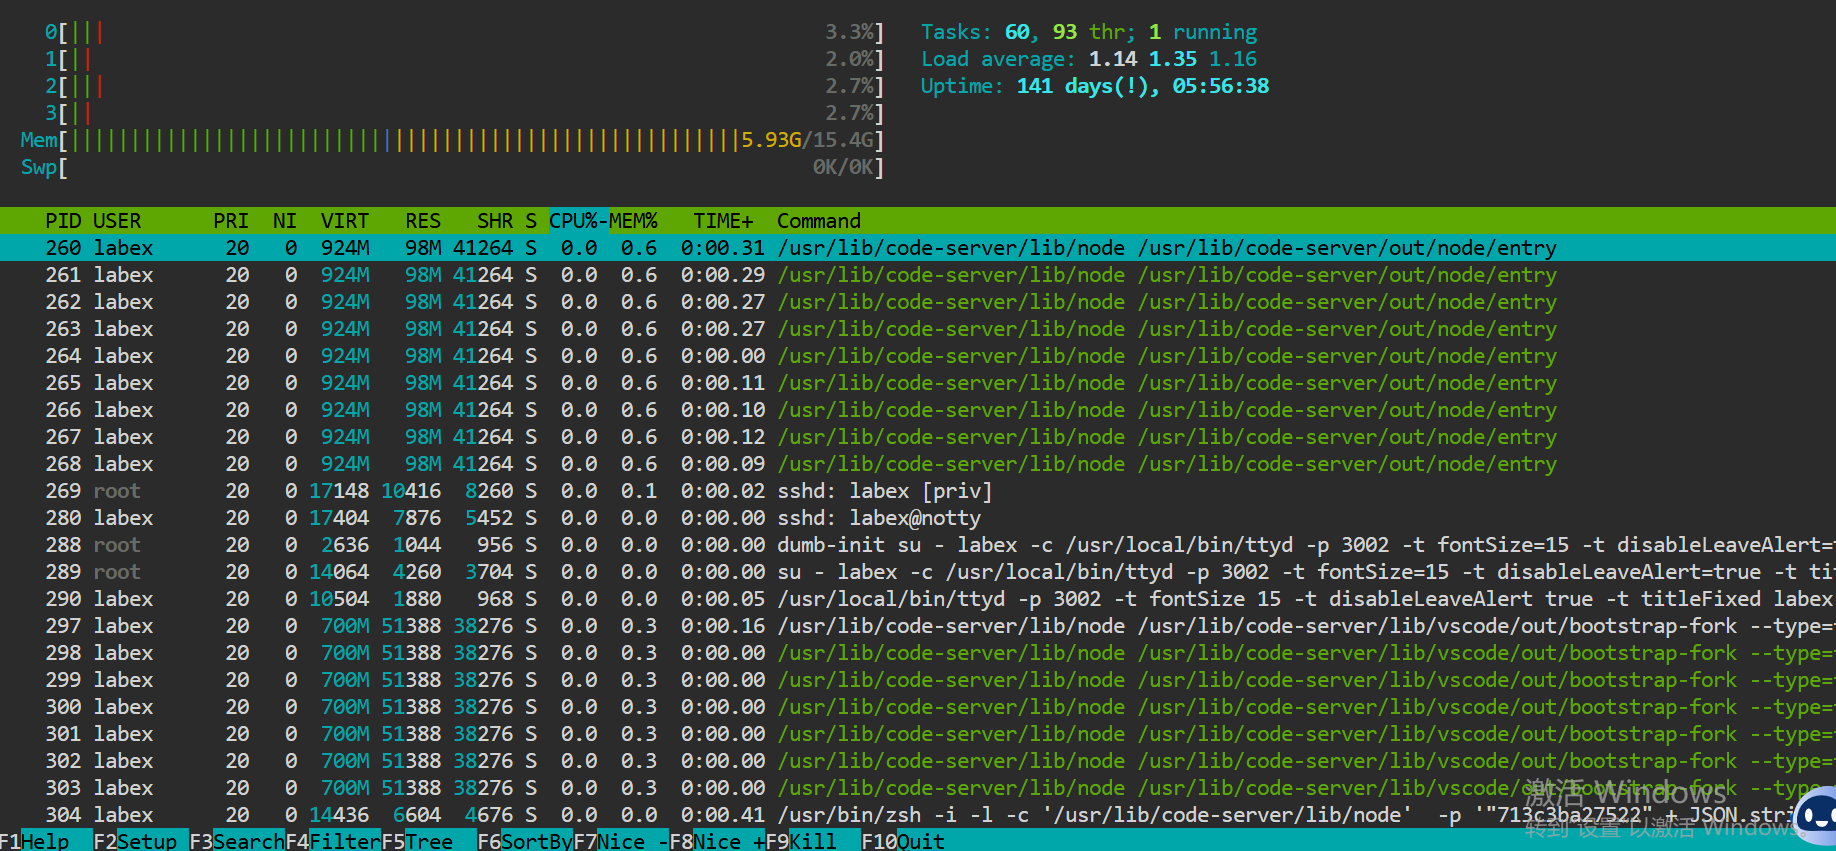 0[||| 3.3%] Tasks: 60, 93 thr; 1 running
1[|| 2.0%] Load average: 1.14 1.35 1.16
2[||| 2.7%] Uptime: 141 days(!), 05:56:38
3[|| 2.7%]
Mem[||||||||||||||||||||||||||||||||||||||||||||||||||||||||5.93G/15.4G]
Swp[ 0K/0K]
PID USER PRI NI VIRT RES SHR S CPU%-MEM% TIME+ Command
260 labex 20 0 924M 98M 41264 S 0.0 0.6 0:00.31 /usr/lib/code-server/lib/node /usr/lib/code-server/out/node/entry
261 labex 20 0 924M 98M 41264 S 0.0 0.6 0:00.29 /usr/lib/code-server/lib/node /usr/lib/code-server/out/node/entry
262 labex 20 0 924M 98M 41264 S 0.0 0.6 0:00.27 /usr/lib/code-server/lib/node /usr/lib/code-server/out/node/entry
263 labex 20 0 924M 98M 41264 S 0.0 0.6 0:00.27 /usr/lib/code-server/lib/node /usr/lib/code-server/out/node/entry
264 labex 20 0 924M 98M 41264 S 0.0 0.6 0:00.00 /usr/lib/code-server/lib/node /usr/lib/code-server/out/node/entry
265 labex 20 0 924M 98M 41264 S 0.0 0.6 0:00.11 /usr/lib/code-server/lib/node /usr/lib/code-server/out/node/entry
266 labex 20 0 924M 98M 41264 S 0.0 0.6 0:00.10 /usr/lib/code-server/lib/node /usr/lib/code-server/out/node/entry
267 labex 20 0 924M 98M 41264 S 0.0 0.6 0:00.12 /usr/lib/code-server/lib/node /usr/lib/code-server/out/node/entry
268 labex 20 0 924M 98M 41264 S 0.0 0.6 0:00.09 /usr/lib/code-server/lib/node /usr/lib/code-server/out/node/entry
269 root 20 0 17148 10416 8260 S 0.0 0.1 0:00.02 sshd: labex [priv]
280 labex 20 0 17404 7876 5452 S 0.0 0.0 0:00.00 sshd: labex@notty
288 root 20 0 2636 1044 956 S 0.0 0.0 0:00.00 dumb-init su - labex -c /usr/local/bin/ttyd -p 3002 -t fontSize=15 -t disableLeaveAlert=
289 root 20 0 14064 4260 3704 S 0.0 0.0 0:00.00 su - labex -c /usr/local/bin/ttyd -p 3002 -t fontSize=15 -t disableLeaveAlert=true -t tit
290 labex 20 0 10504 1880 968 S 0.0 0.0 0:00.05 /usr/local/bin/ttyd -p 3002 -t fontSize 15 -t disableLeaveAlert true -t titleFixed labex
297 labex 20 0 700M 51388 38276 S 0.0 0.3 0:00.16 /usr/lib/code-server/lib/node /usr/lib/code-server/lib/vscode/out/bootstrap-fork --type=
298 labex 20 0 700M 51388 38276 S 0.0 0.3 0:00.00 /usr/lib/code-server/lib/node /usr/lib/code-server/lib/vscode/out/bootstrap-fork --type=
299 labex 20 0 700M 51388 38276 S 0.0 0.3 0:00.00 /usr/lib/code-server/lib/node /usr/lib/code-server/lib/vscode/out/bootstrap-fork --type=
300 labex 20 0 700M 51388 38276 S 0.0 0.3 0:00.00 /usr/lib/code-server/lib/node /usr/lib/code-server/lib/vscode/out/bootstrap-fork --type=
301 labex 20 0 700M 51388 38276 S 0.0 0.3 0:00.00 /usr/lib/code-server/lib/node /usr/lib/code-server/lib/vscode/out/bootstrap-fork --type=
302 labex 20 0 700M 51388 38276 S 0.0 0.3 0:00.00 /usr/lib/code-server/lib/node /usr/lib/code-server/lib/vscode/out/bootstrap-fork --type=
303 labex 20 0 700M 51388 38276 S 0.0 0.3 0:00.00 /usr/lib/code-server/lib/node /usr/lib/code-server/lib/vscode/out/bootstrap-fork --type=
激活 Windows
304 labex 20 0 14436 6604 4676 S 0.0 0.0 0:00.41 /usr/bin/zsh -i -l -c '/usr/lib/code-server/lib/node' -p '"713c3ba27522" + JSON.stri
转到"设置"以激活 Windows。
F1Help F2Setup F3SearchF4FilterF5Tree F6SortByF7Nice -F8Nice +F9Kill F10Quit